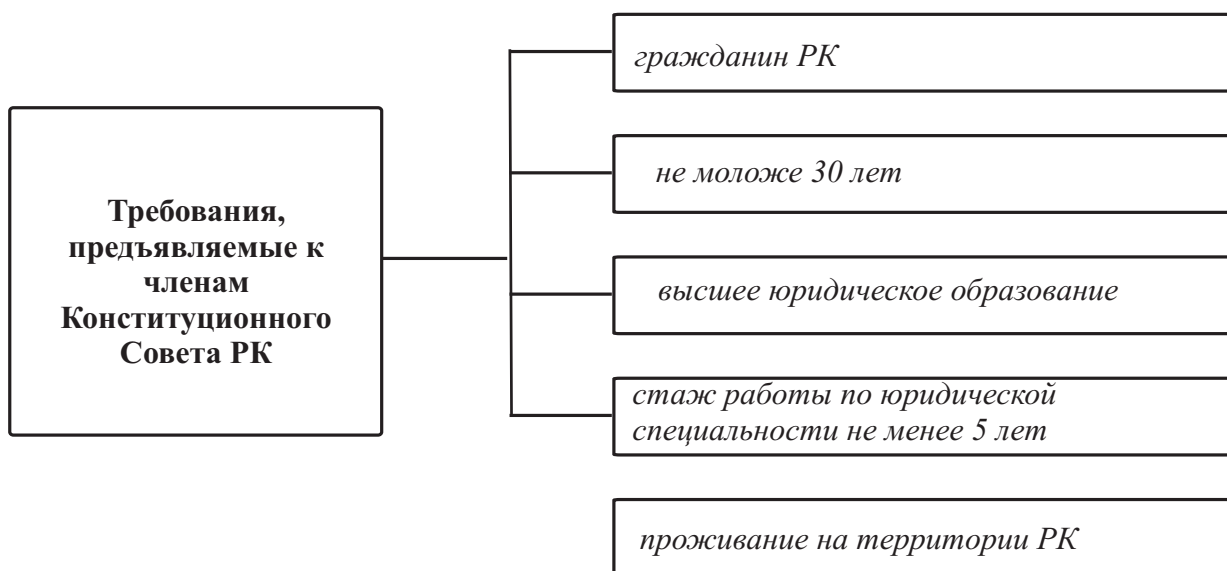 Требования,
предъявляемые к
членам
Конституционного
Совета РК
гражданин РК
не моложе 30 лет
высшее юридическое образование
стаж работы по юридической
специальности не менее 5 лет
проживание на территории РК